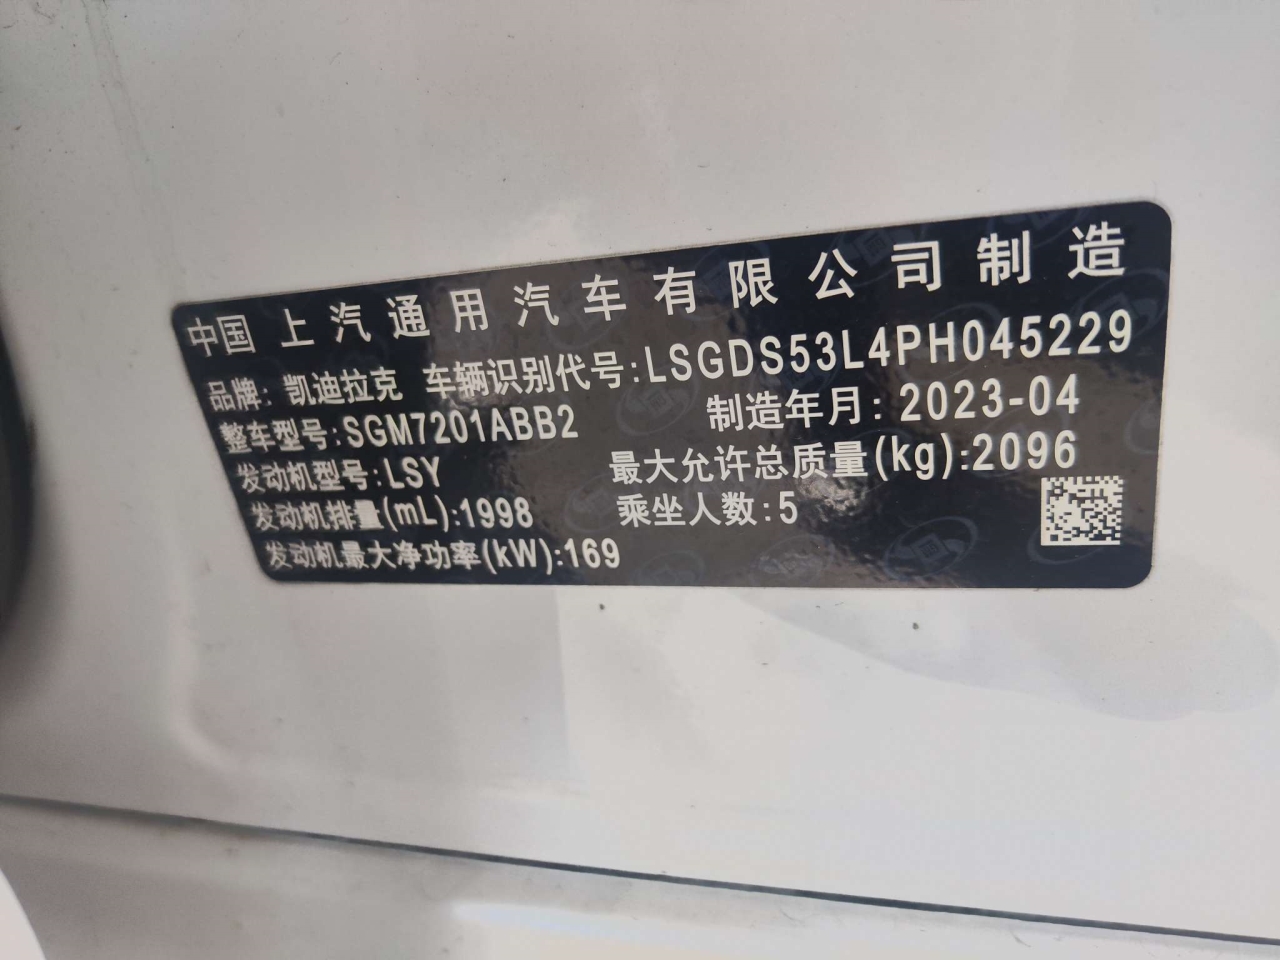 中国 上汽通用汽车有限公司制造
品牌: 凯迪拉克 车辆识别代号:LSGDS53L4PH045229
整车型号:SGM7201ABB2 制造年月: 2023-04
发动机型号:LSY 最大允许总质量(kg):2096
发动机排量(mL):1998 乘坐人数:5
发动机最大净功率(kW):169